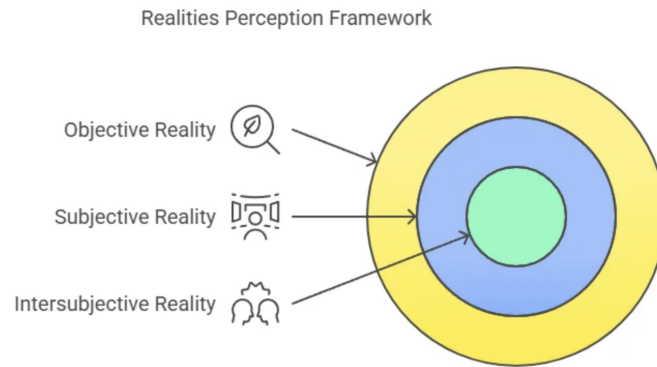 Realities Perception Framework
Objective Reality
Subjective Reality
Intersubjective Reality